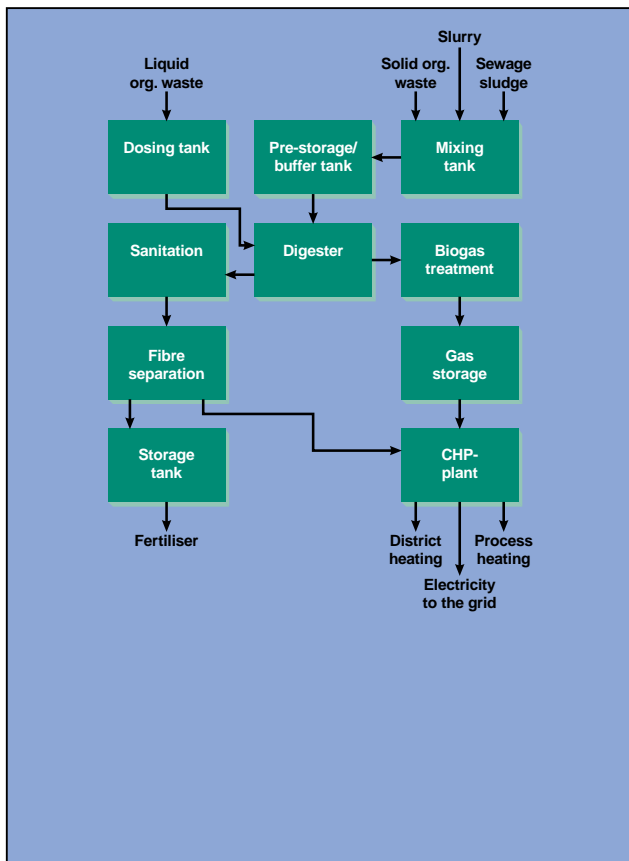 Slurry
Liquid
org. waste
Solid org.
waste
Sewage
sludge
Dosing tank
Pre-storage/
buffer tank
Mixing
tank
Sanitation
Digester
Biogas
treatment
Fibre
separation
Gas
storage
Storage
tank
CHP-
plant
Fertiliser
District
heating
Process
heating
Electricity
to the grid